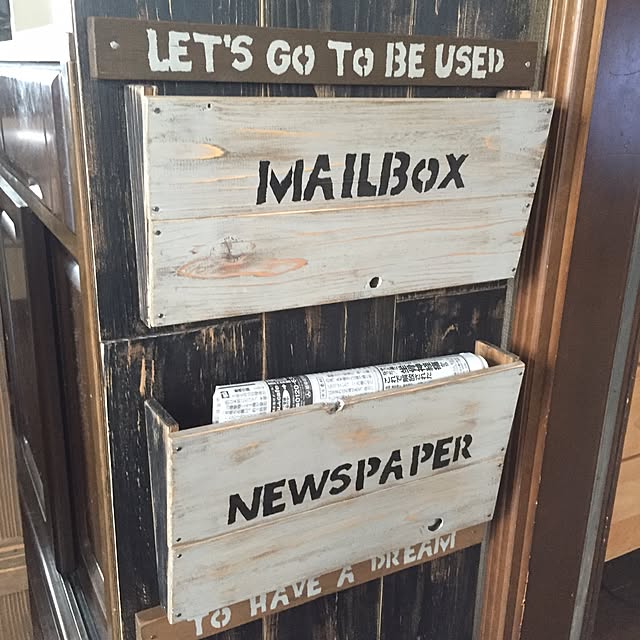 LET'S GO TO BE USED
MAILBOX
NEWSPAPER
TO HAVE A DREAM